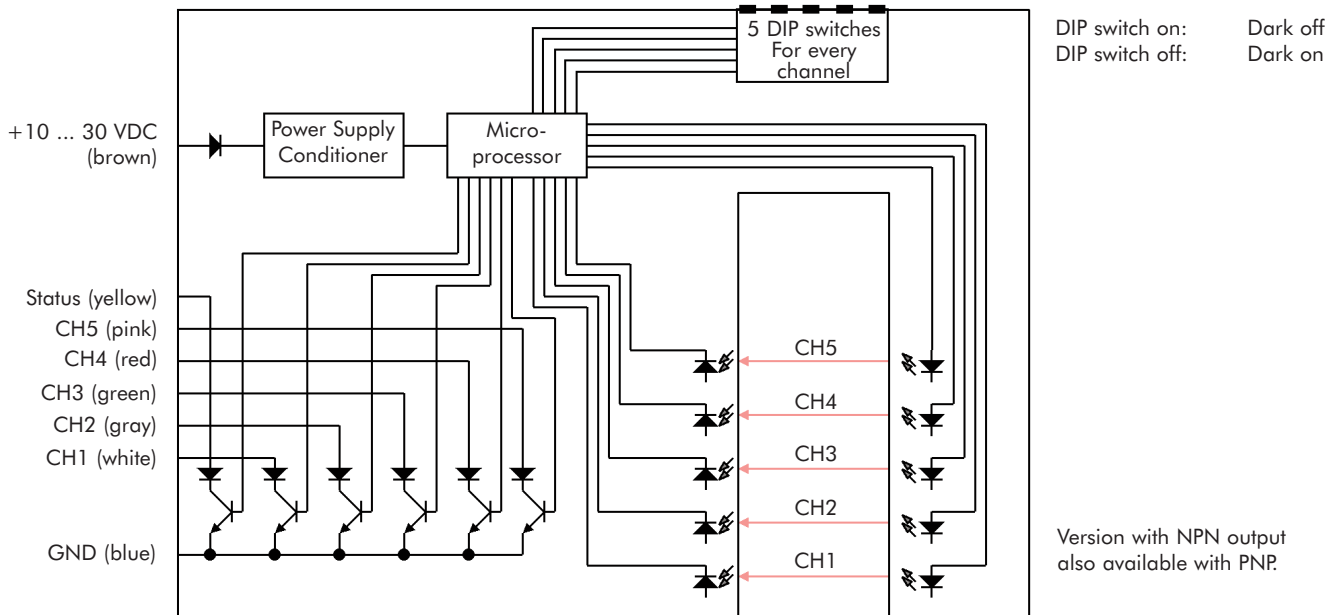 5 DIP switches
For every
channel
DIP switch on: Dark off
DIP switch off: Dark on
+10 ... 30 VDC
(brown)
Power Supply
Conditioner
Micro-
processor
Status (yellow)
CH5 (pink)
CH4 (red)
CH3 (green)
CH2 (gray)
CH1 (white)
GND (blue)
CH5
CH4
CH3
CH2
CH1
Version with NPN output
also available with PNP.